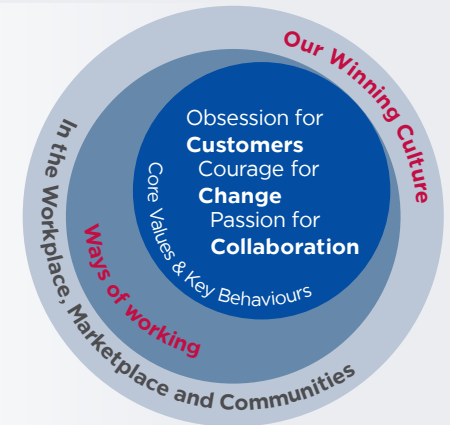 Our Winning Culture
Obsession for
Customers
Courage for
Change
Passion for
Collaboration
Core Values & Key Behaviours
Ways of working
In the Workplace, Marketplace and Communities